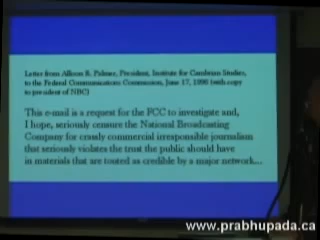 Letter from Allison R. Palmer, President, Institute for Cambrian Studies,
to the Federal Communications Commission, June 17, 1996 (with copy
to president of NBC)
This e-mail is a request for the FCC to investigate and,
I hope, seriously censure the National Broadcasting
Company for crassly commercial irresponsible journalism
that seriously violates the trust the public should have
in materials that are touted as credible by a major network...
www.prabhupada.ca